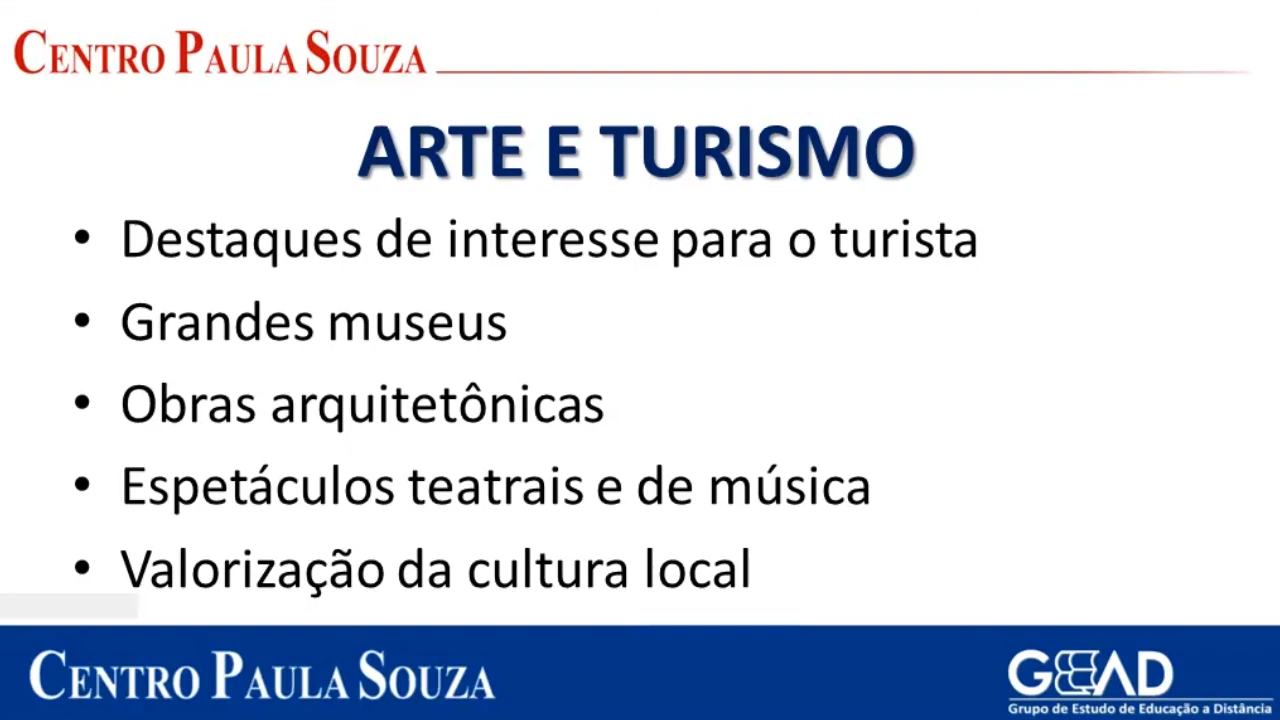 CENTRO PAULA SOUZA
ARTE E TURISMO
• Destaques de interesse para o turista
• Grandes museus
• Obras arquitetônicas
• Espetáculos teatrais e de música
• Valorização da cultura local
CENTRO PAULA SOUZA
GEEAD
Grupo de Estudo de Educação a Distância